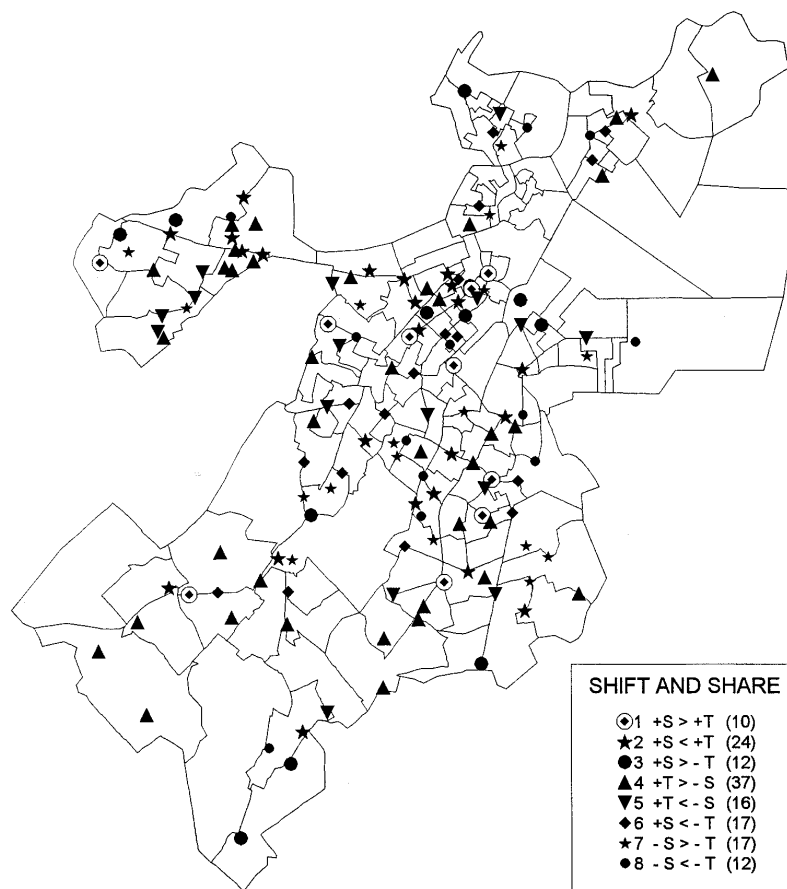 SHIFT AND SHARE
1 +S > +T (10)
2 +S < +T (24)
3 +S > - T (12)
4 +T > - S (37)
5 +T < - S (16)
6 +S < - T (17)
7 - S > - T (17)
8 - S < - T (12)